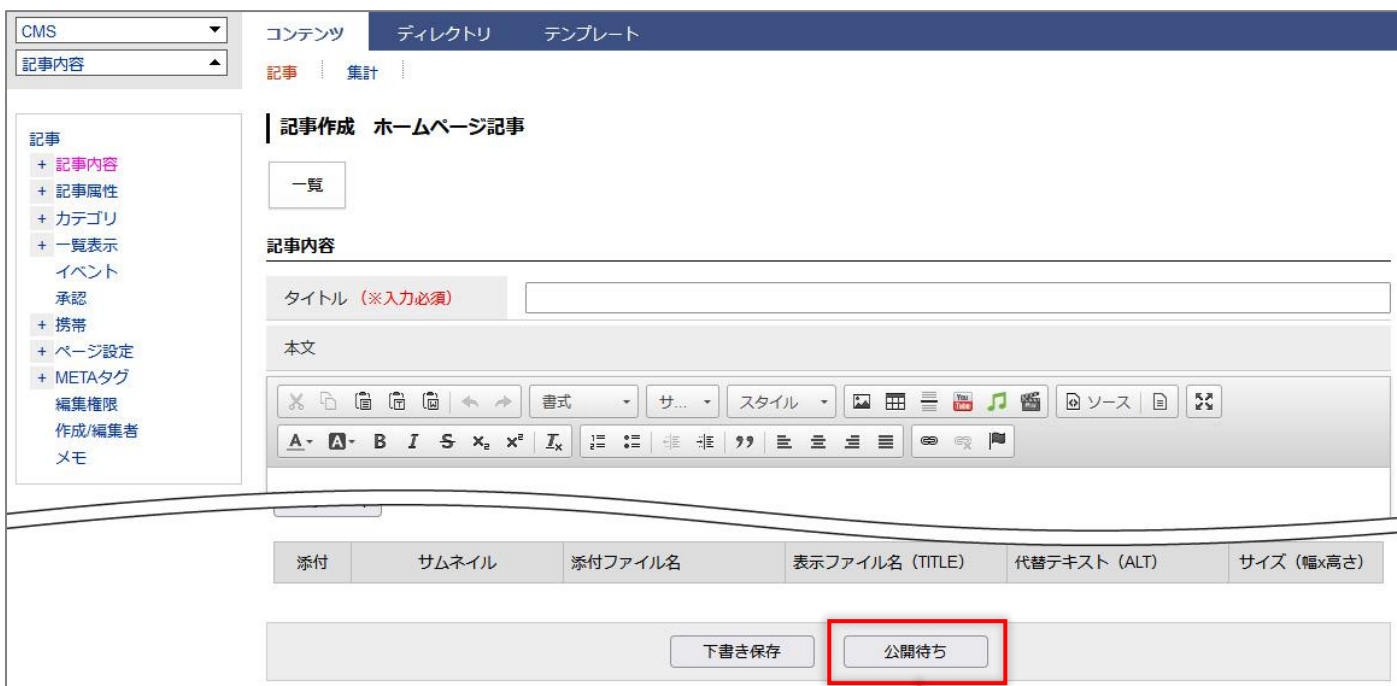 CMS
記事内容
コンテンツ ディレクトリ テンプレート
記事 集計
記事
+ 記事内容
+ 記事属性
+ カテゴリ
+ 一覧表示
イベント
承認
+ 携帯
+ ページ設定
+ METAタグ
編集権限
作成/編集者
メモ
記事作成 ホームページ記事
一覧
記事内容
タイトル（※入力必須）
本文
書式 サ... スタイル You Tube ソース
A A B I S x₂ x² Ix
添付 サムネイル 添付ファイル名 表示ファイル名（TITLE） 代替テキスト（ALT） サイズ（幅x高さ）
下書き保存 公開待ち